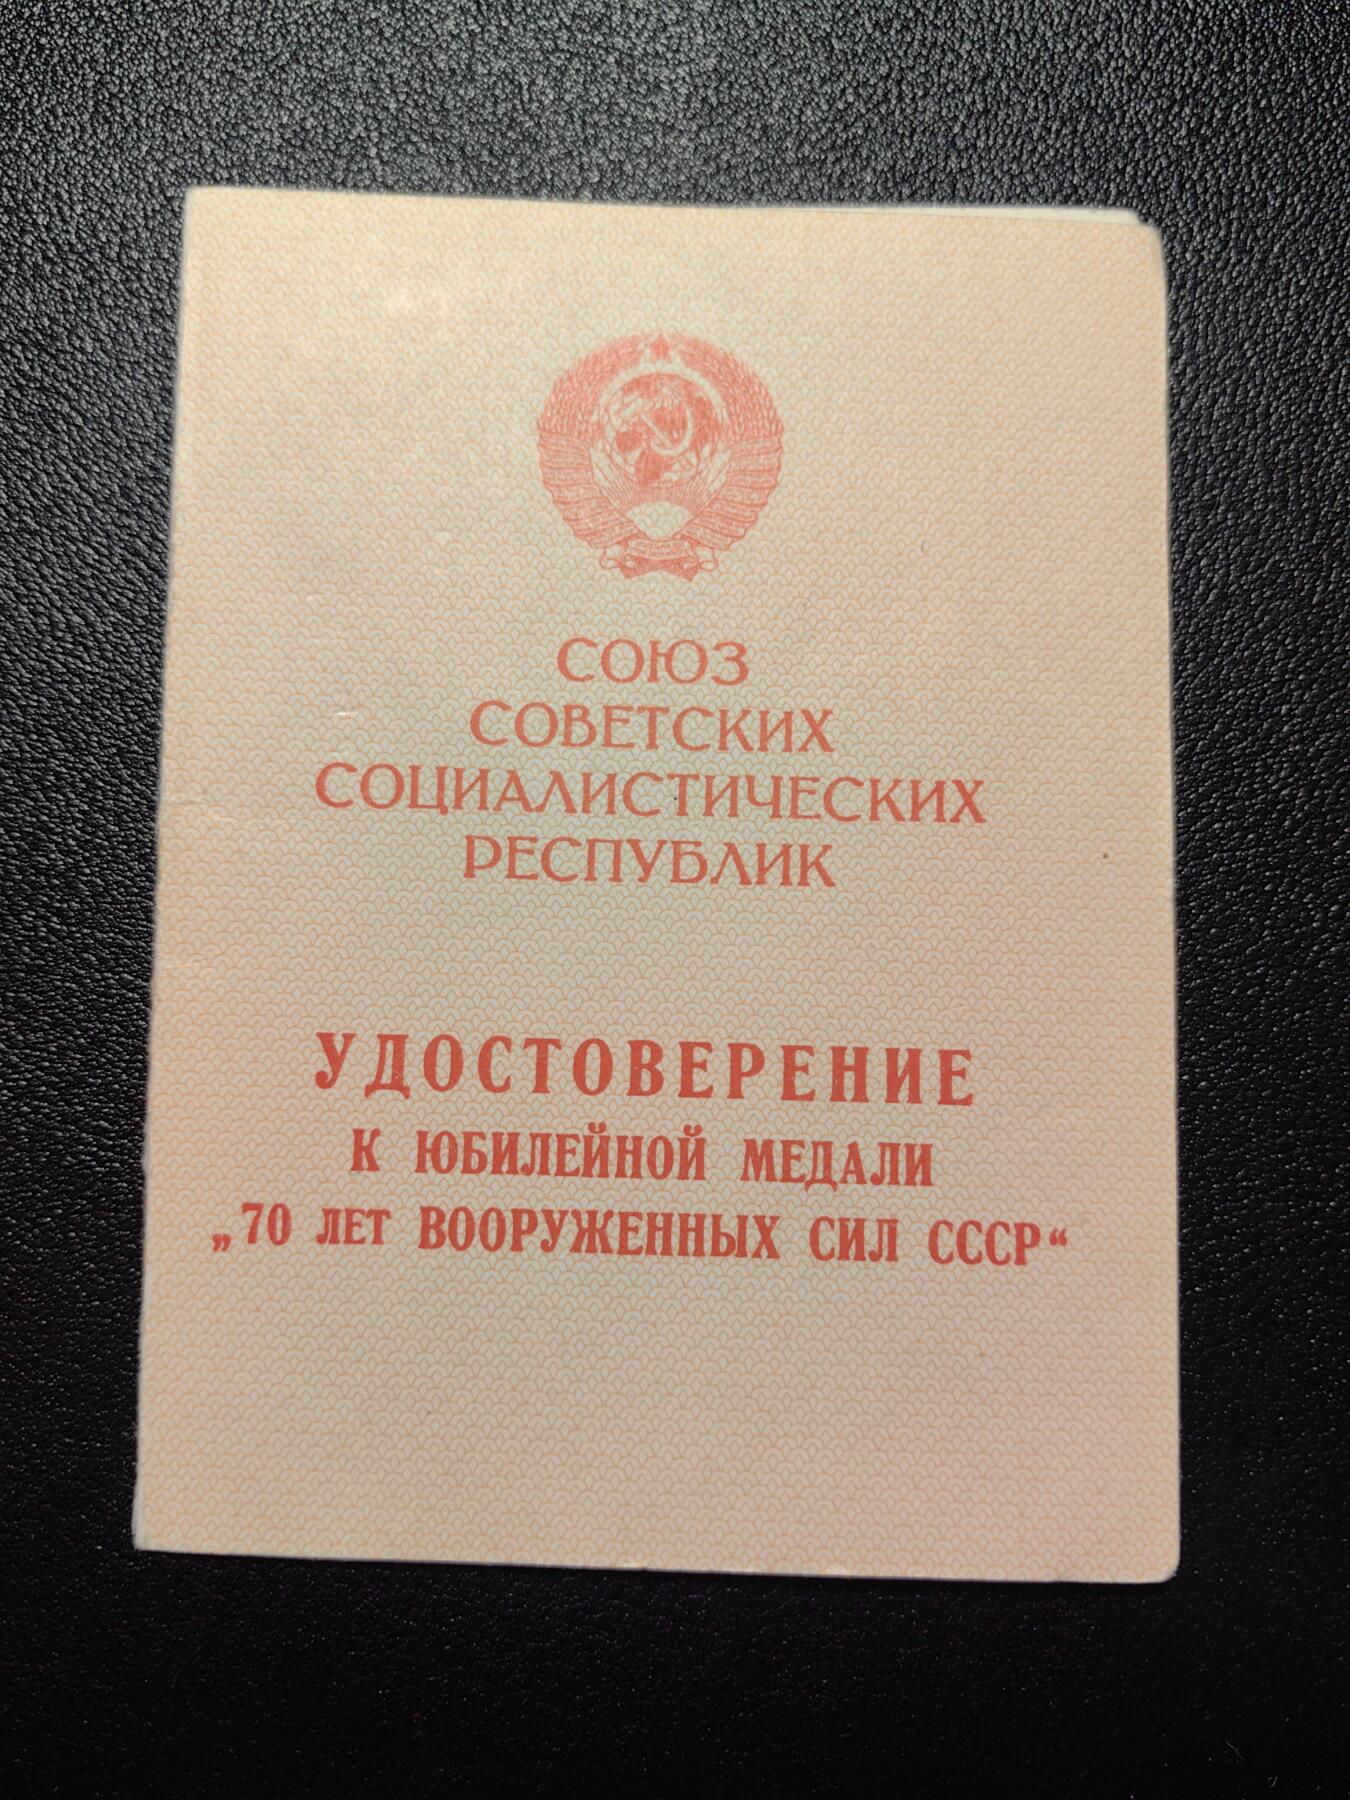 СОЮЗ
СОВЕТСКИХ
СОЦИАЛИСТИЧЕСКИХ
РЕСПУБЛИК
УДОСТОВЕРЕНИЕ
К ЮБИЛЕЙНОЙ МЕДАЛИ
„70 ЛЕТ ВООРУЖЕННЫХ СИЛ СССР“